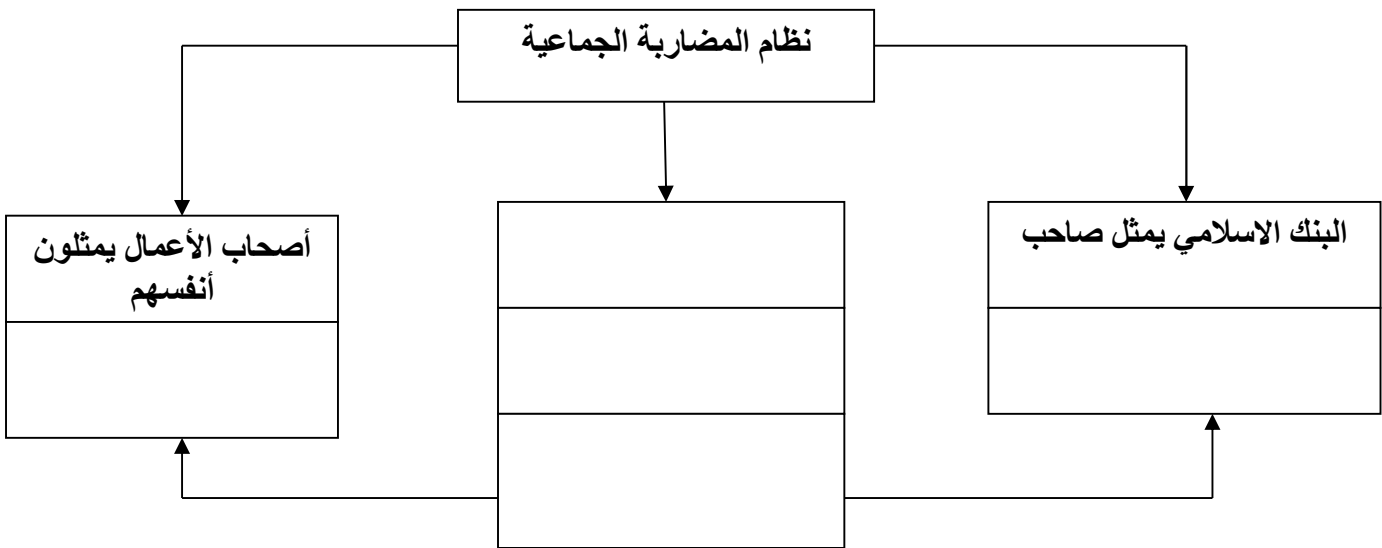 نظام المضاربة الجماعية
البنك الاسلامي يمثل صاحب
أصحاب الأعمال يمثلون
أنفسهم